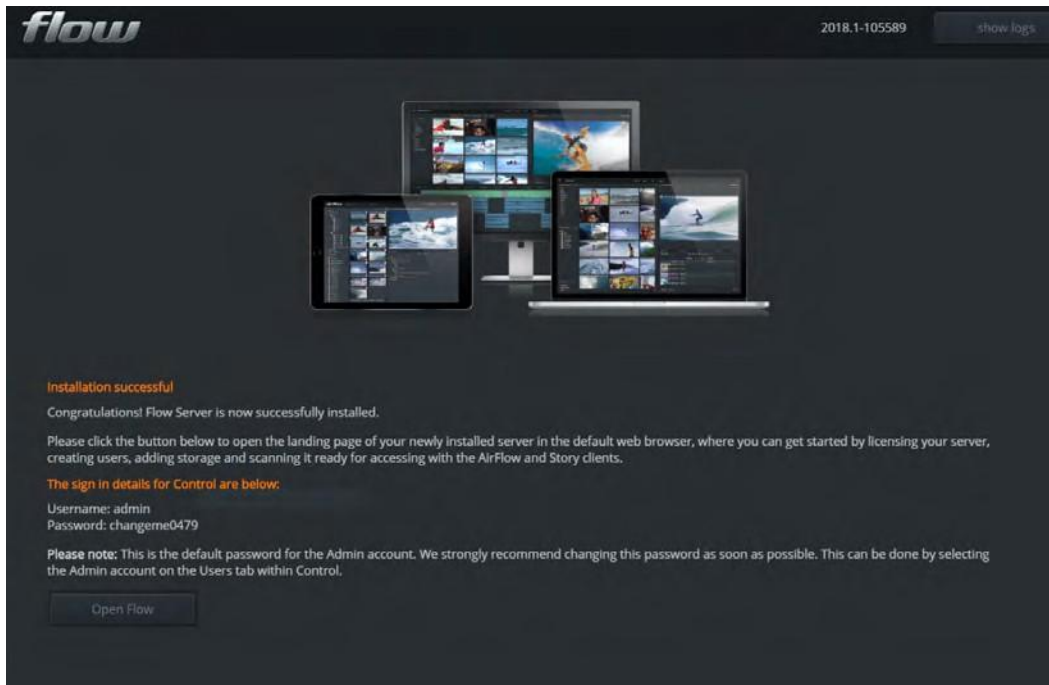 flow
2018.1-105589
show logs
Installation successful
Congratulations! Flow Server is now successfully installed.
Please click the button below to open the landing page of your newly installed server in the default web browser, where you can get started by licensing your server,
creating users, adding storage and scanning it ready for accessing with the AirFlow and Story clients.
The sign in details for Control are below:
Username: admin
Password: changeme0479
Please note: This is the default password for the Admin account. We strongly recommend changing this password as soon as possible. This can be done by selecting
the Admin account on the Users tab within Control.
Open Flow